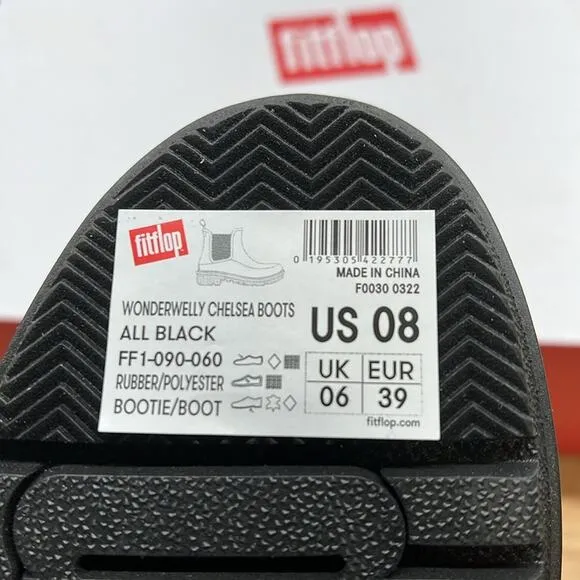 fitflop
fitflop
0 195305 422777
MADE IN CHINA
F0030 0322
WONDERWELLY CHELSEA BOOTS
ALL BLACK
FF1-090-060
RUBBER/POLYESTER
BOOTIE/BOOT
US 08
UK EUR
06 39
fitflop.com